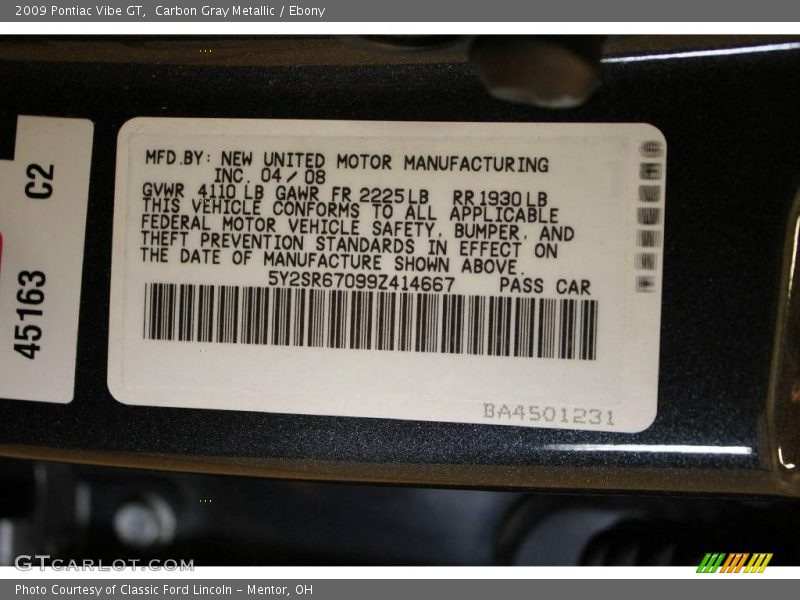 2009 Pontiac Vibe GT, Carbon Gray Metallic / Ebony
C2
45163
MFD.BY: NEW UNITED MOTOR MANUFACTURING
INC. 04/08
GVWR 4110 LB GAWR FR 2225 LB RR 1930 LB
THIS VEHICLE CONFORMS TO ALL APPLICABLE
FEDERAL MOTOR VEHICLE SAFETY, BUMPER, AND
THEFT PREVENTION STANDARDS IN EFFECT ON
THE DATE OF MANUFACTURE SHOWN ABOVE.
5Y2SR67099Z414667 PASS CAR
BA4501231
GTCARLOT.COM
Photo Courtesy of Classic Ford Lincoln - Mentor, OH